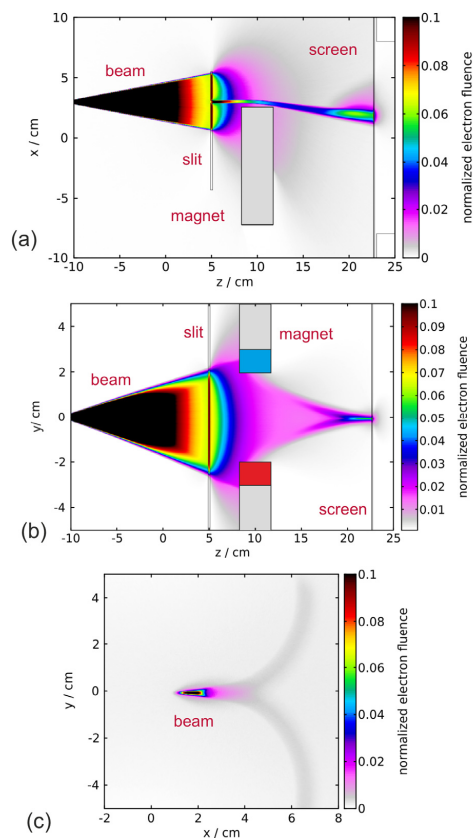 10
beam
screen
5
x / cm
0
slit
-5
magnet
(a)
-10
-10 -5 0 5 10 15 20 25
z / cm
0.1
0.08
0.06
0.04
0.02
0
normalized electron fluence
4
slit
magnet
2
beam
y/ cm
0
-2
-4
screen
(b)
-10 -5 0 5 10 15 20 25
z / cm
0.1
0.09
0.08
0.07
0.06
0.05
0.04
0.03
0.02
0.01
normalized electron fluence
4
2
y / cm
0
beam
-2
-4
(c)
-2 0 2 4 6 8
x / cm
0.1
0.08
0.06
0.04
0.02
0
normalized electron fluence